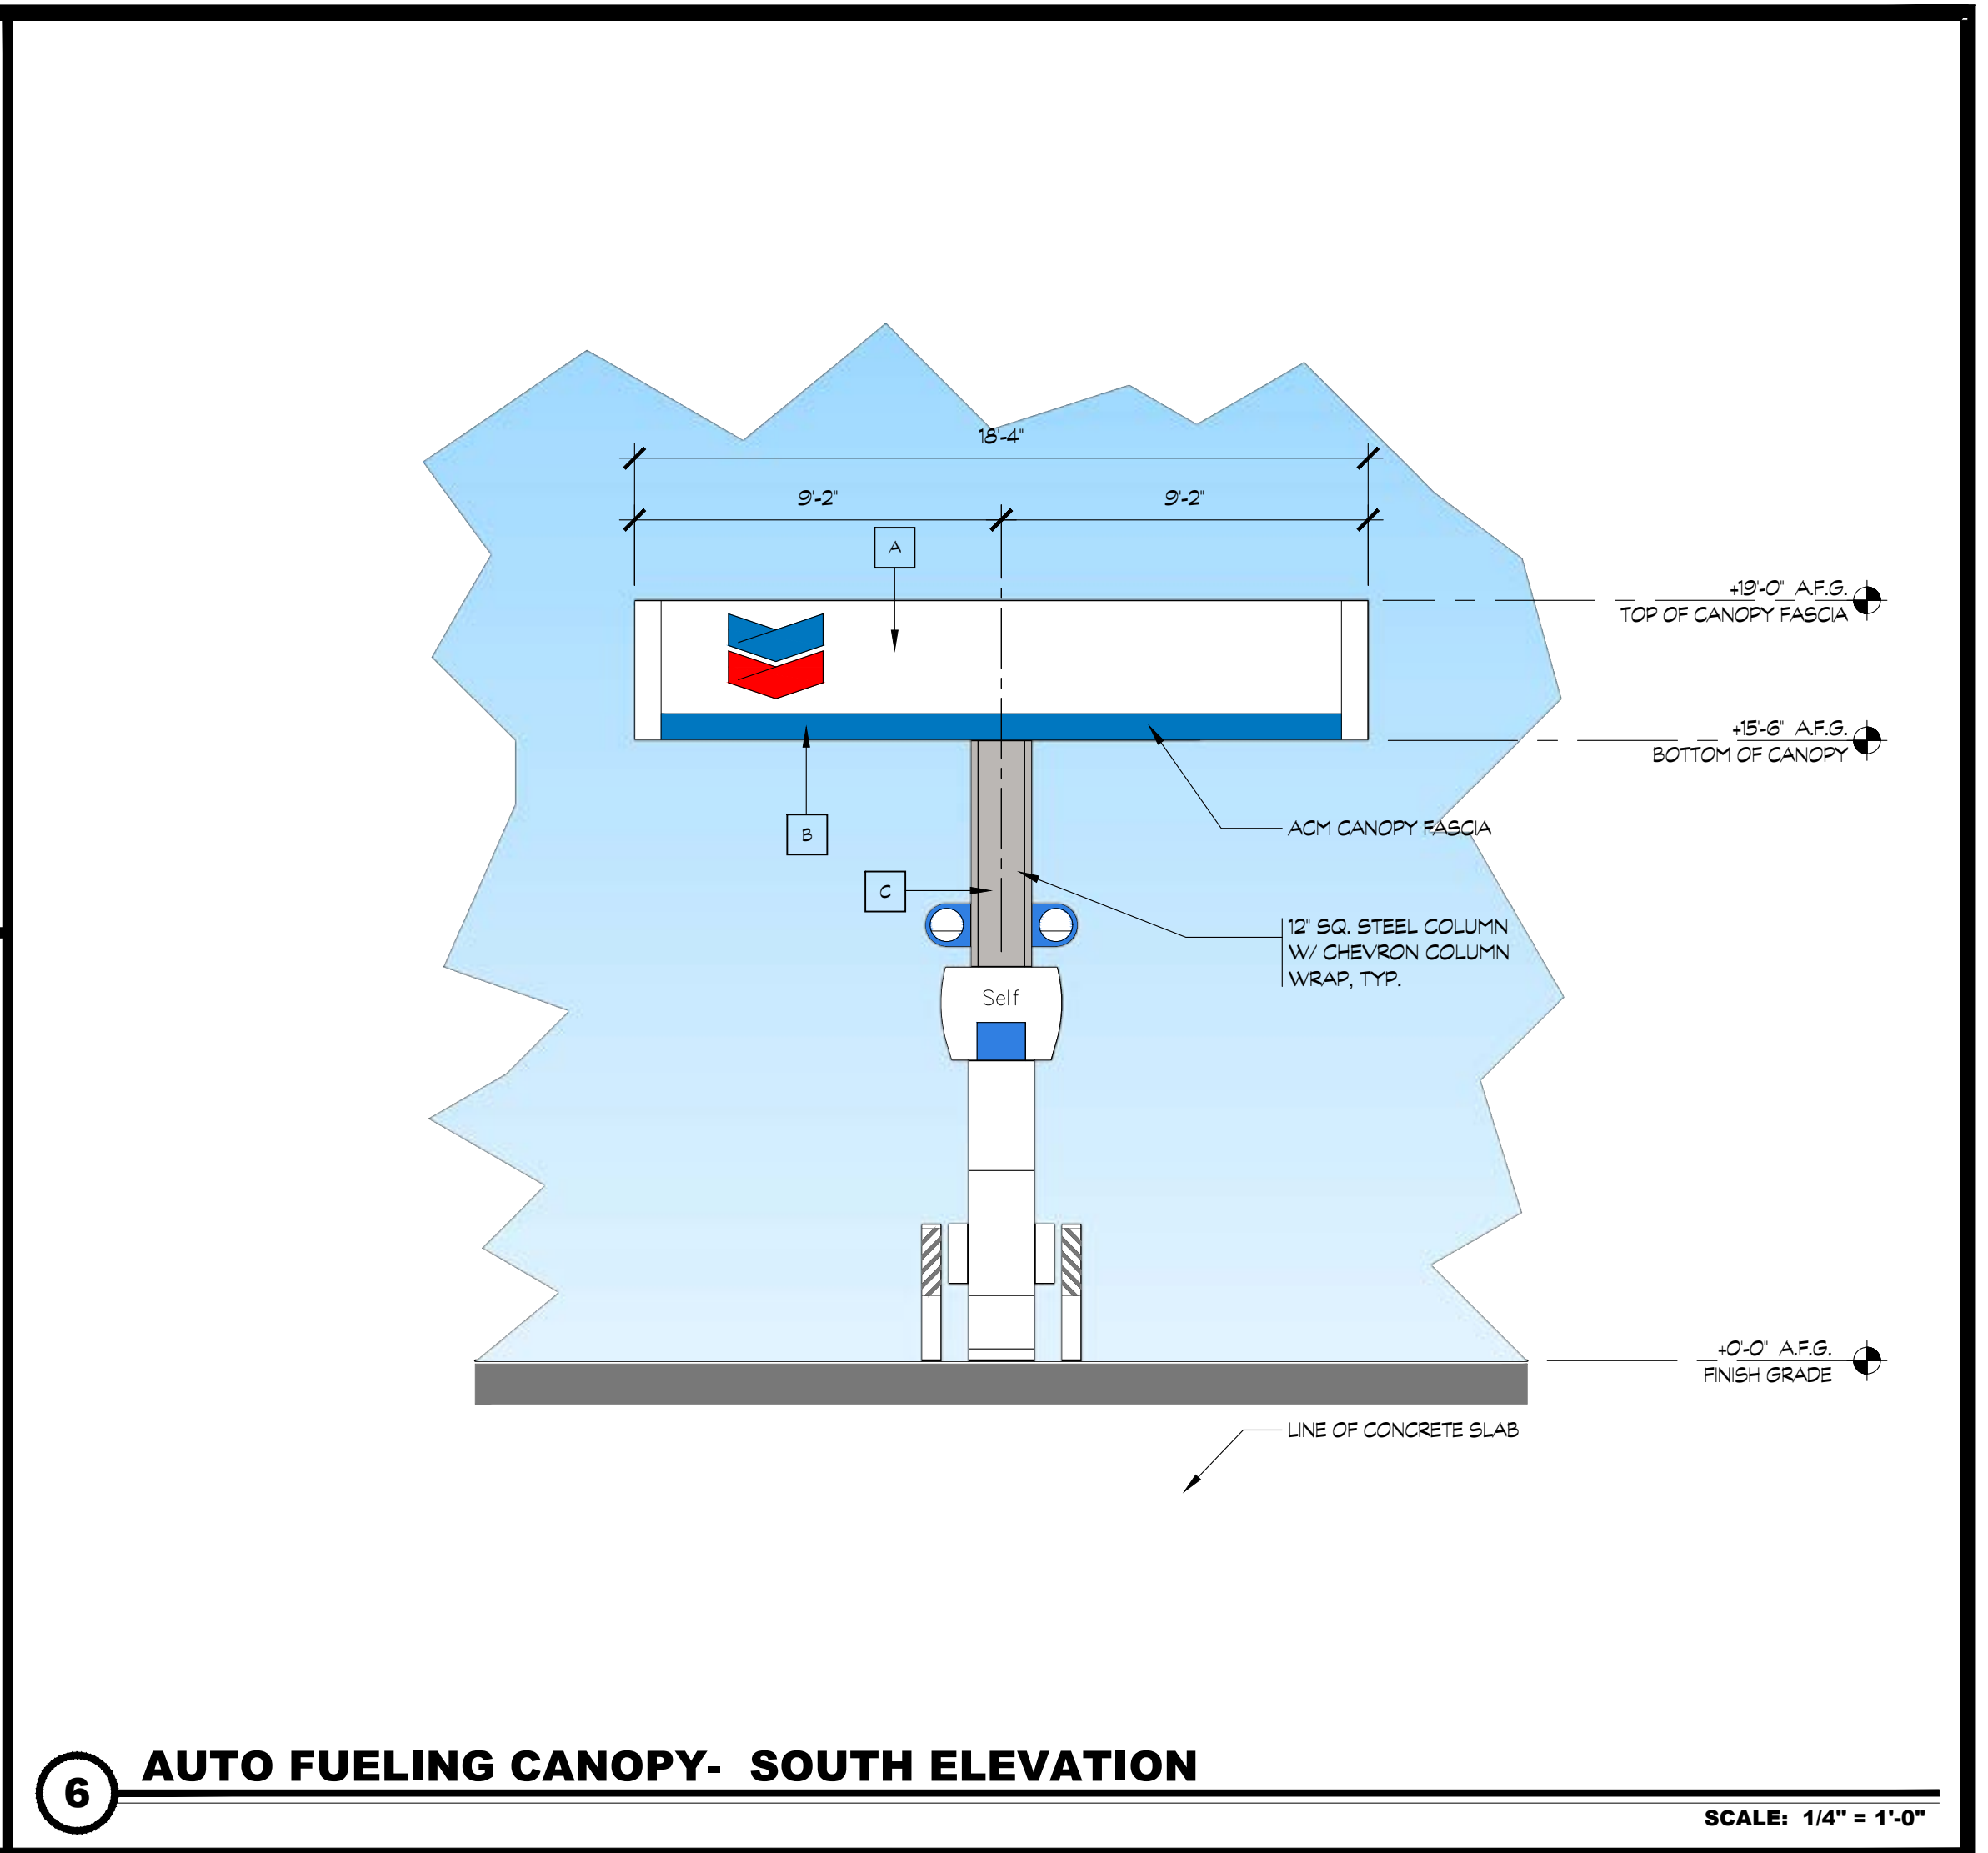 18'-4"
9'-2"
9'-2"
A
+19'-0" A.F.G.
TOP OF CANOPY FASCIA
+15'-6" A.F.G.
BOTTOM OF CANOPY
B
ACM CANOPY FASCIA
C
12" SQ. STEEL COLUMN
W/ CHEVRON COLUMN
WRAP, TYP.
Self
+0'-0" A.F.G.
FINISH GRADE
LINE OF CONCRETE SLAB
6
AUTO FUELING CANOPY- SOUTH ELEVATION
SCALE: 1/4" = 1'-0"